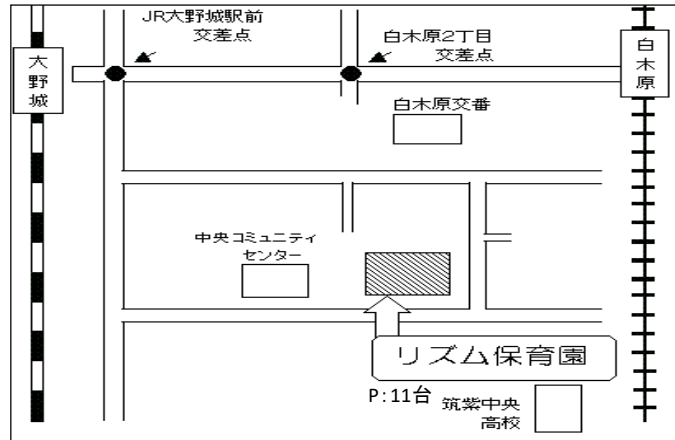 JR大野城駅前
交差点
白木原2丁目
交差点
大野城
白木原
白木原交番
中央コミュニティ
センター
リズム保育園
P:11台
筑紫中央
高校